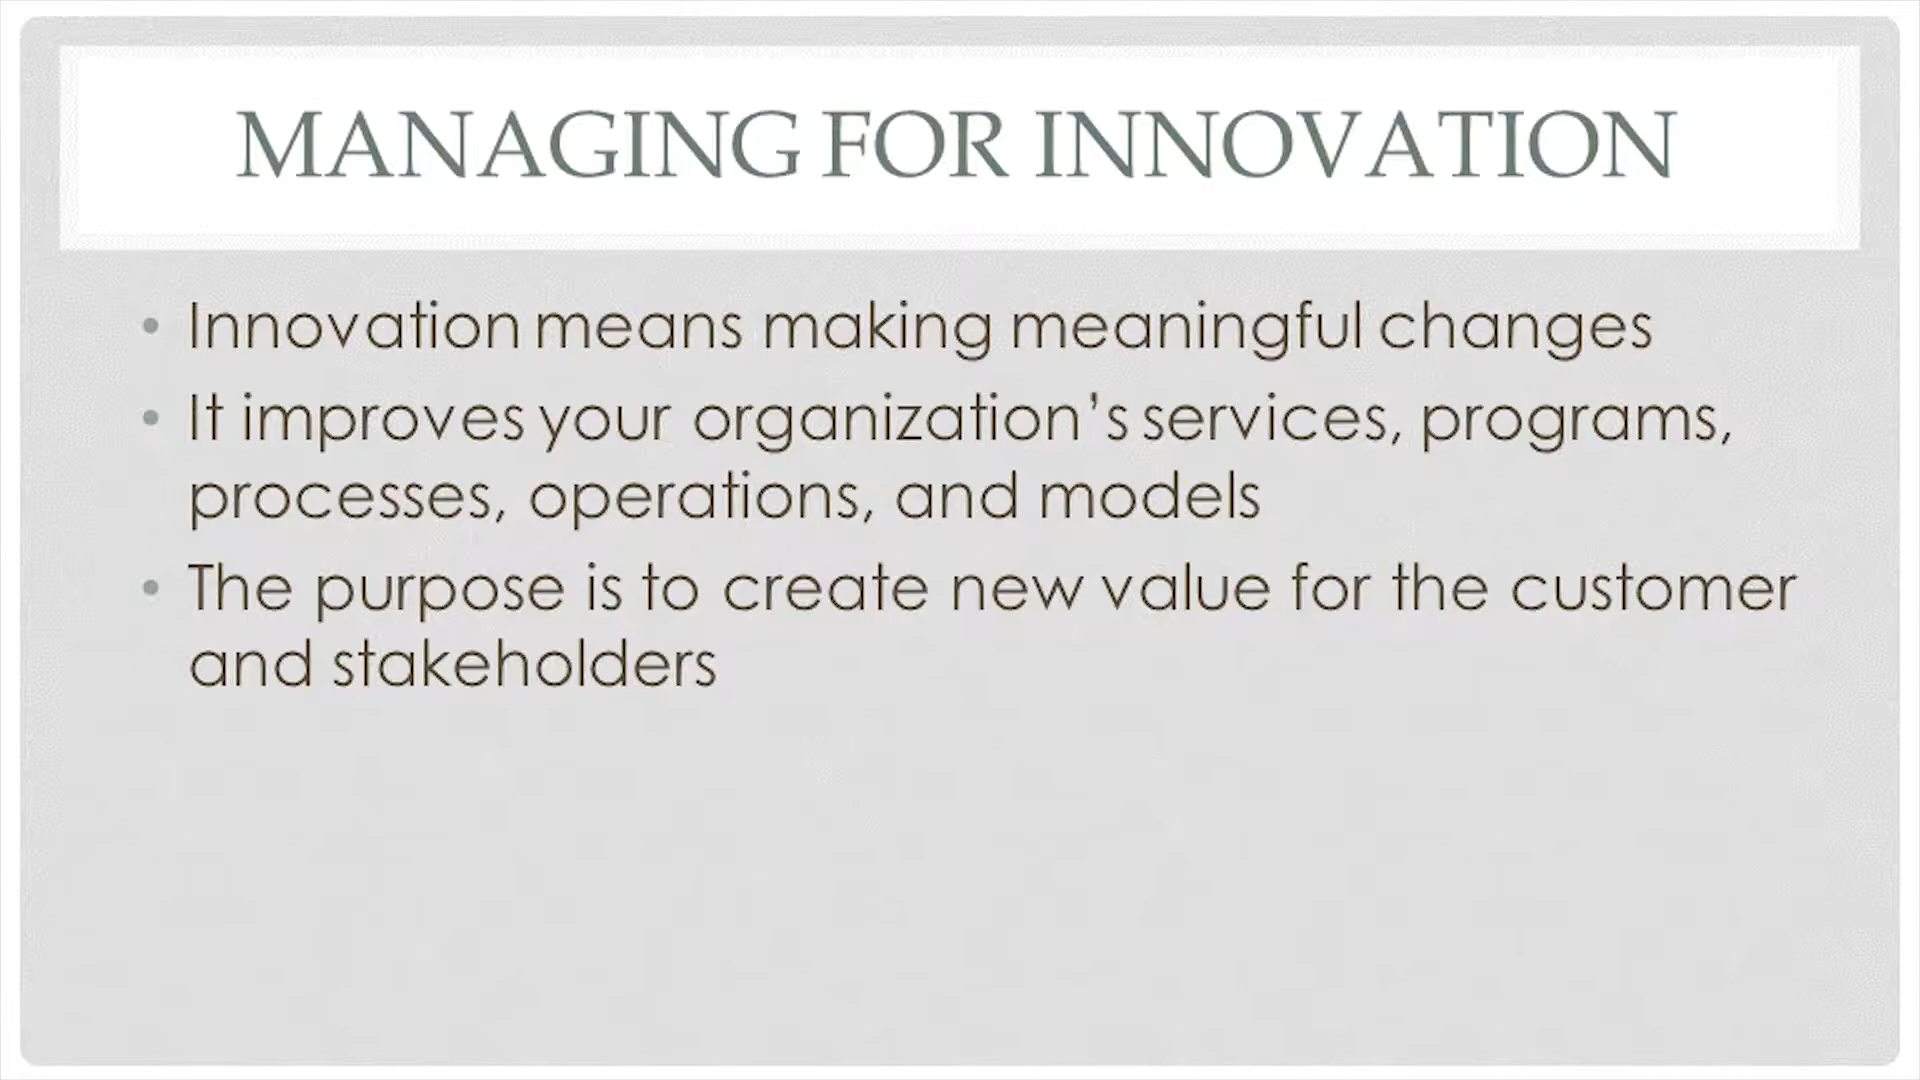 MANAGING FOR INNOVATION
• Innovation means making meaningful changes
• It improves your organization’s services, programs,
processes, operations, and models
• The purpose is to create new value for the customer
and stakeholders